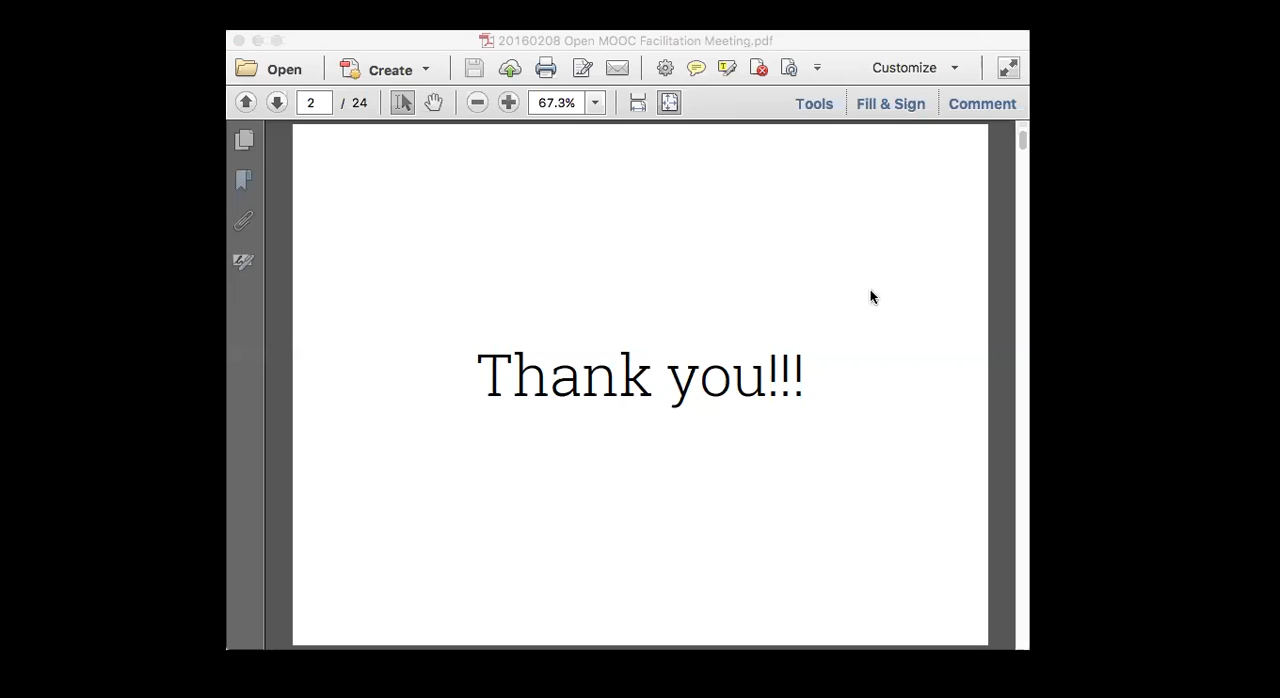 20160208 Open MOOC Facilitation Meeting.pdf
Open Create Customize
2 / 24 67.3% Tools Fill & Sign Comment
Thank you!!!